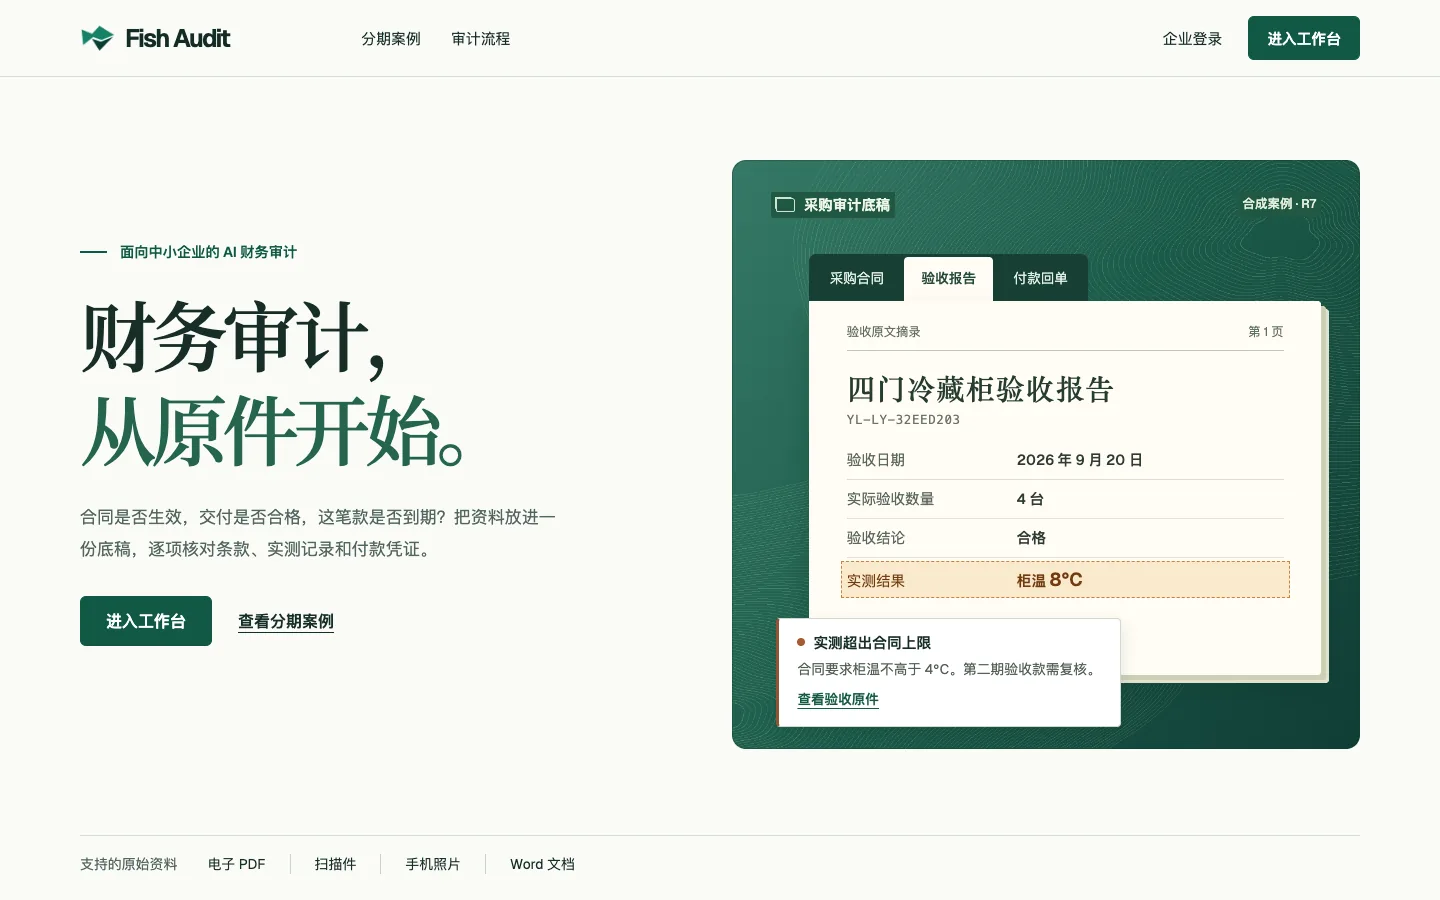 Fish Audit
分期案例
审计流程
企业登录
进入工作台
面向中小企业的 AI 财务审计
财务审计，
从原件开始。
合同是否生效，交付是否合格，这笔款是否到期？把资料放进一
份底稿，逐项核对条款、实测记录和付款凭证。
进入工作台
查看分期案例
采购审计底稿
合成案例 · R7
采购合同
验收报告
付款回单
验收原文摘录
第 1 页
四门冷藏柜验收报告
YL-LY-32EED203
验收日期
2026 年 9 月 20 日
实际验收数量
4 台
验收结论
合格
实测结果
柜温 8°C
实测超出合同上限
合同要求柜温不高于 4°C。第二期验收款需复核。
查看验收原件
支持的原始资料
电子 PDF
扫描件
手机照片
Word 文档